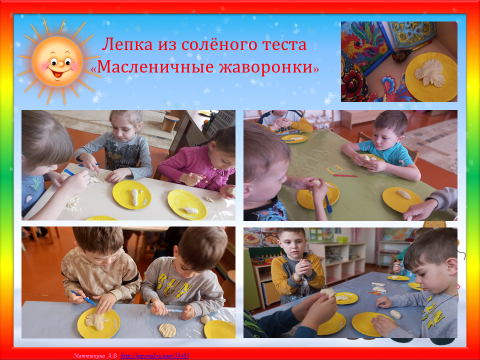 Лепка из солёного теста
«Масленичные жаворонки»